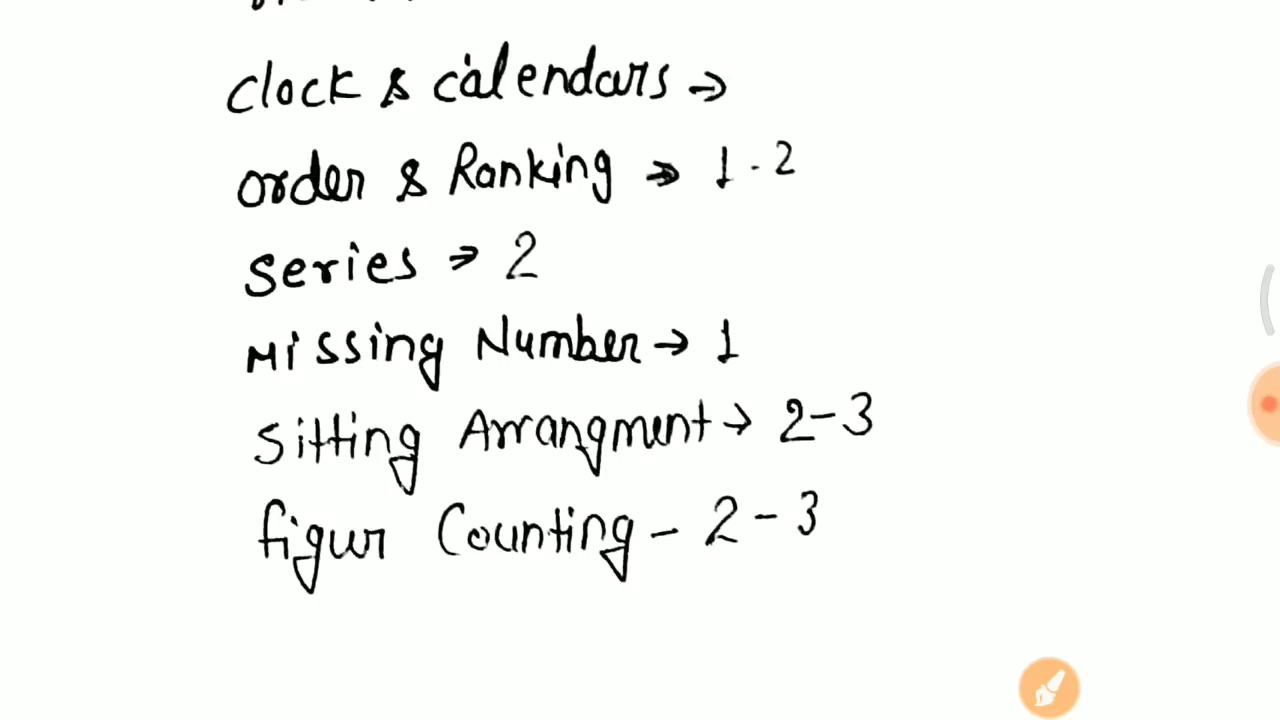 Clock & Calendars →
Order & Ranking → 1-2
Series → 2
Missing Number → 1
Sitting Arrangment → 2-3
figur Counting - 2-3